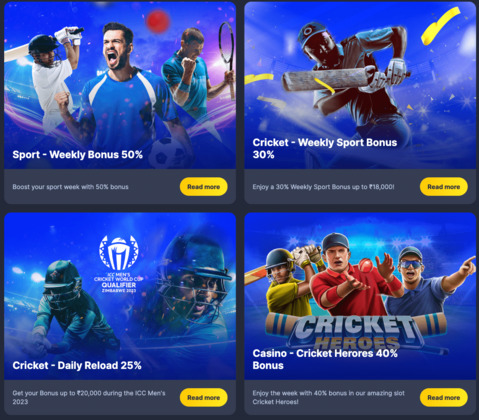 Sport - Weekly Bonus 50%
Boost your sport week with 50% bonus
Read more
Cricket - Weekly Sport Bonus
30%
Enjoy a 30% Weekly Sport Bonus up to ₹18,000!
Read more
ICC MEN'S
CRICKET WORLD CUP
QUALIFIER
ZIMBABWE 2023
Cricket - Daily Reload 25%
Get your Bonus up to ₹20,000 during the ICC Men's
2023
Read more
CRICKET
HEROES
Casino - Cricket Herores 40%
Bonus
Enjoy the week with 40% bonus in our amazing slot
Cricket Heroes!
Read more